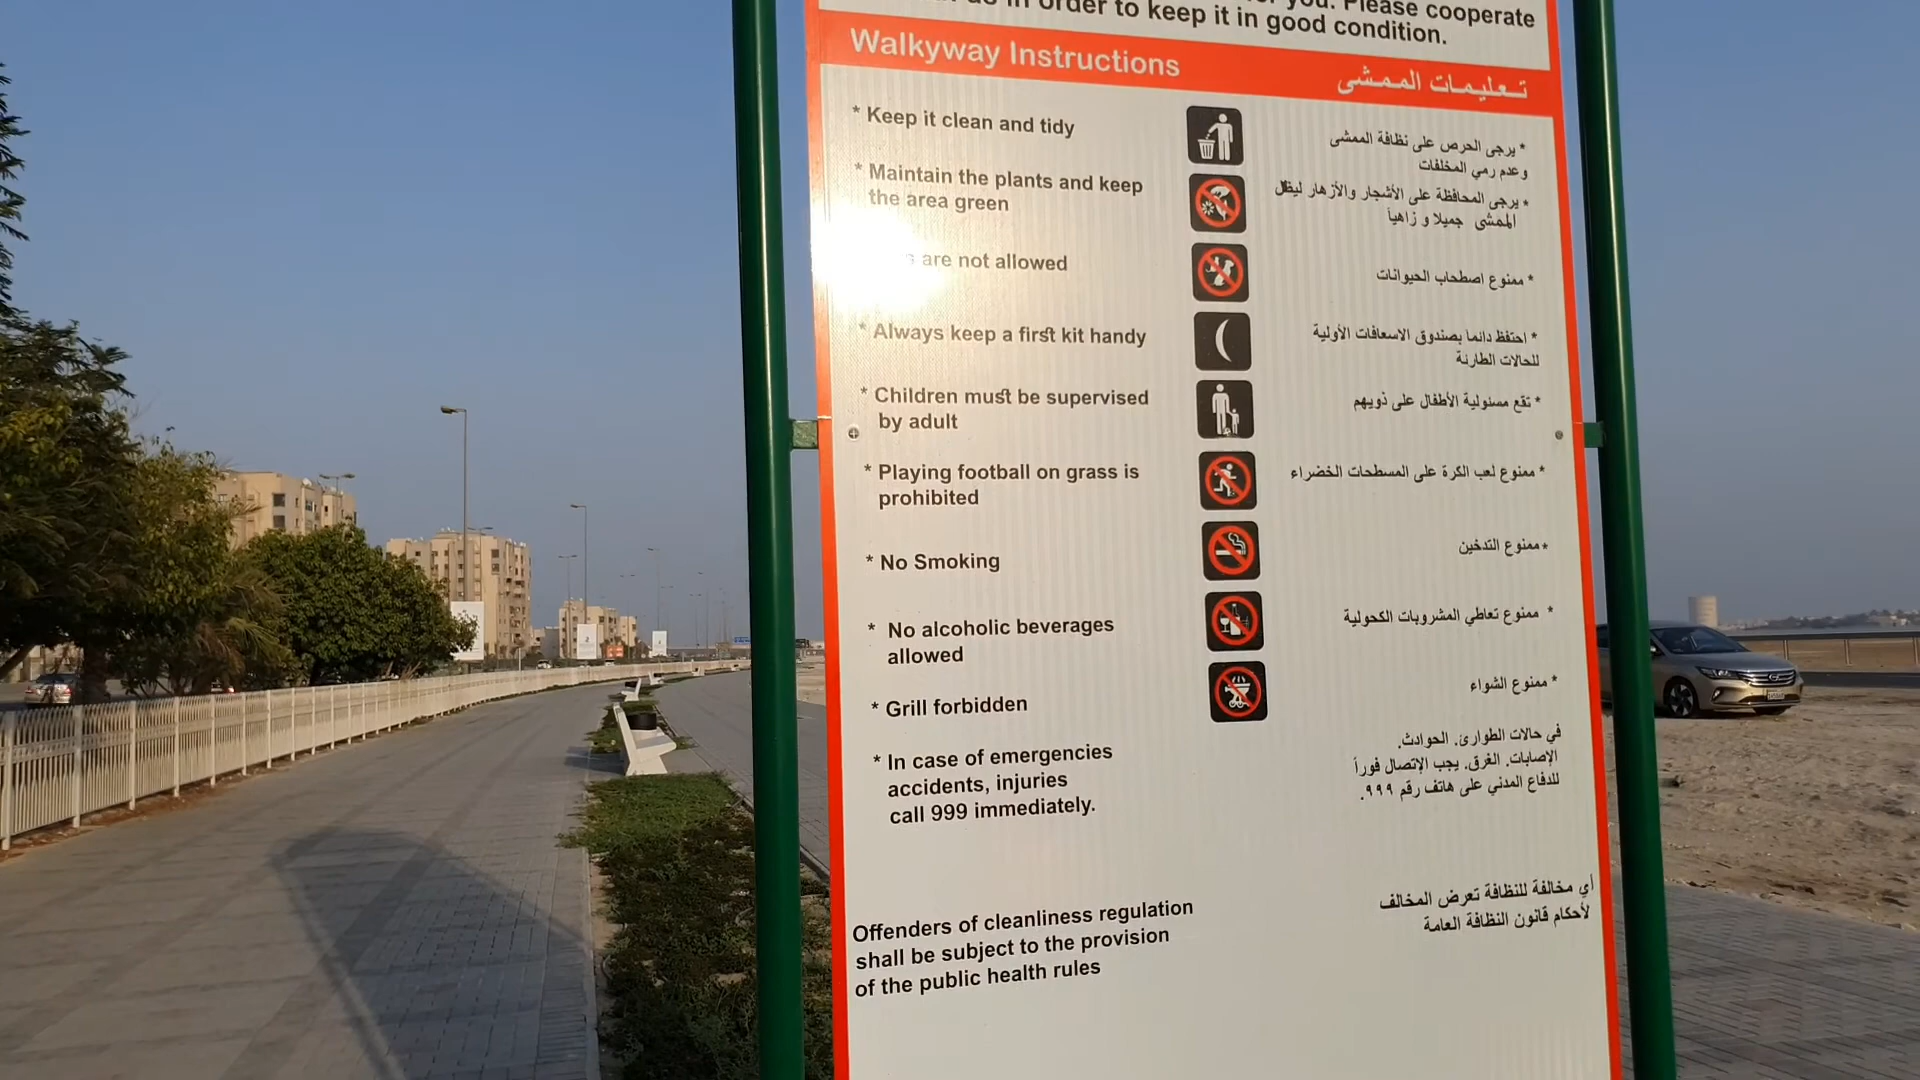 you. Please cooperate
in order to keep it in good condition.
Walkyway Instructions
تعليمات الممشى
* Keep it clean and tidy
* يرجى الحرص على نظافة الممشى
وعدم رمي المخلفات
* Maintain the plants and keep
the area green
* يرجى المحافظة على الأشجار والأزهار ليظل
الممشى جميلا و زاهياً
are not allowed
* ممنوع اصطحاب الحيوانات
* Always keep a first kit handy
* احتفظ دائماً بصندوق الاسعافات الأولية
للحالات الطارئة
* Children must be supervised
by adult
* تقع مسئولية الأطفال على ذويهم
* Playing football on grass is
prohibited
* ممنوع لعب الكرة على المسطحات الخضراء
* No Smoking
* ممنوع التدخين
* No alcoholic beverages
allowed
* ممنوع تعاطي المشروبات الكحولية
* Grill forbidden
* ممنوع الشواء
* In case of emergencies
accidents, injuries
call 999 immediately.
في حالات الطوارئ. الحوادث.
الإصابات. الغرق. يجب الإتصال فوراً
للدفاع المدني على هاتف رقم ٩٩٩.
Offenders of cleanliness regulation
shall be subject to the provision
of the public health rules
أي مخالفة للنظافة تعرض المخالف
لأحكام قانون النظافة العامة